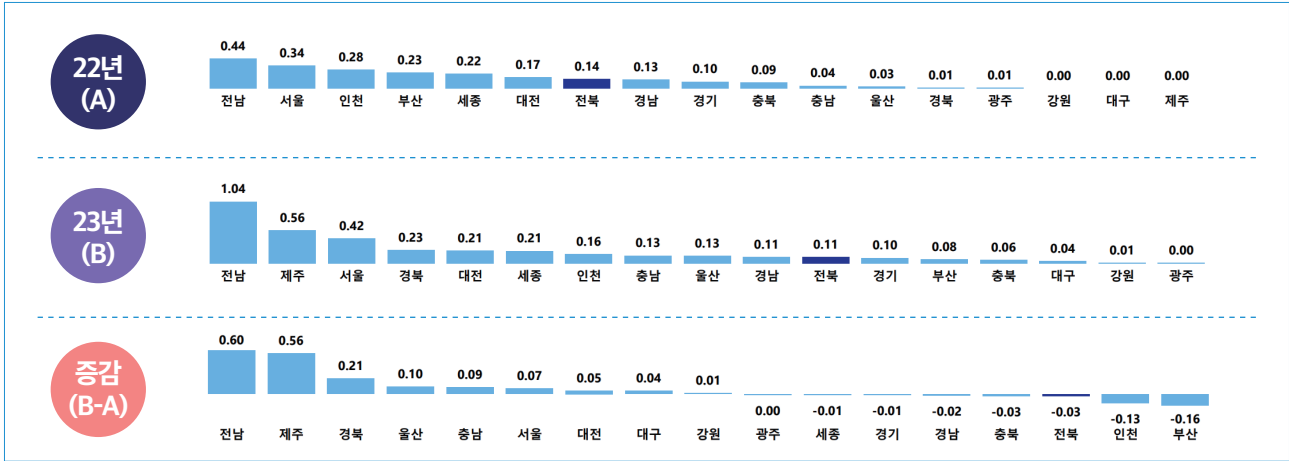 22년
(A)
0.44 0.34 0.28 0.23 0.22 0.17 0.14 0.13 0.10 0.09 0.04 0.03 0.01 0.01 0.00 0.00 0.00
전남 서울 인천 부산 세종 대전 전북 경남 경기 충북 충남 울산 경북 광주 강원 대구 제주
23년
(B)
1.04 0.56 0.42 0.23 0.21 0.21 0.16 0.13 0.13 0.11 0.11 0.10 0.08 0.06 0.04 0.01 0.00
전남 제주 서울 경북 대전 세종 인천 충남 울산 경남 전북 경기 부산 충북 대구 강원 광주
증감
(B-A)
0.60 0.56 0.21 0.10 0.09 0.07 0.05 0.04 0.01 0.00 -0.01 -0.01 -0.02 -0.03 -0.03 -0.13 -0.16
전남 제주 경북 울산 충남 서울 대전 대구 강원 광주 세종 경기 경남 충북 전북 인천 부산